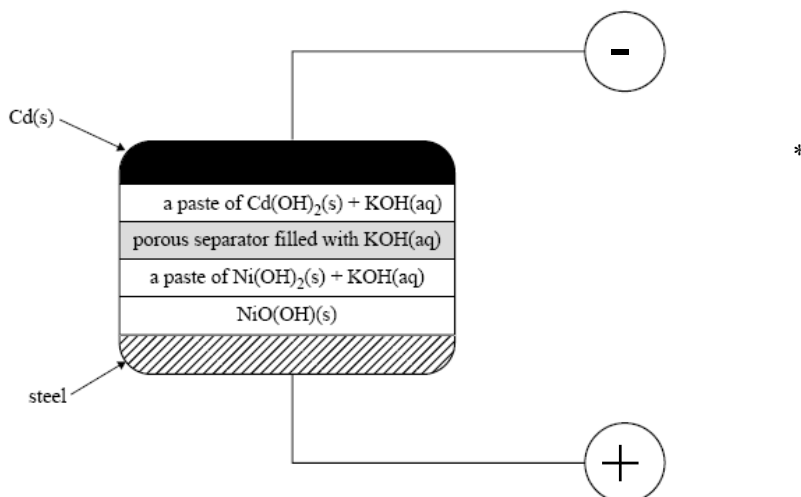 -
Cd(s)
*
a paste of Cd(OH)₂(s) + KOH(aq)
porous separator filled with KOH(aq)
a paste of Ni(OH)₂(s) + KOH(aq)
NiO(OH)(s)
steel
+